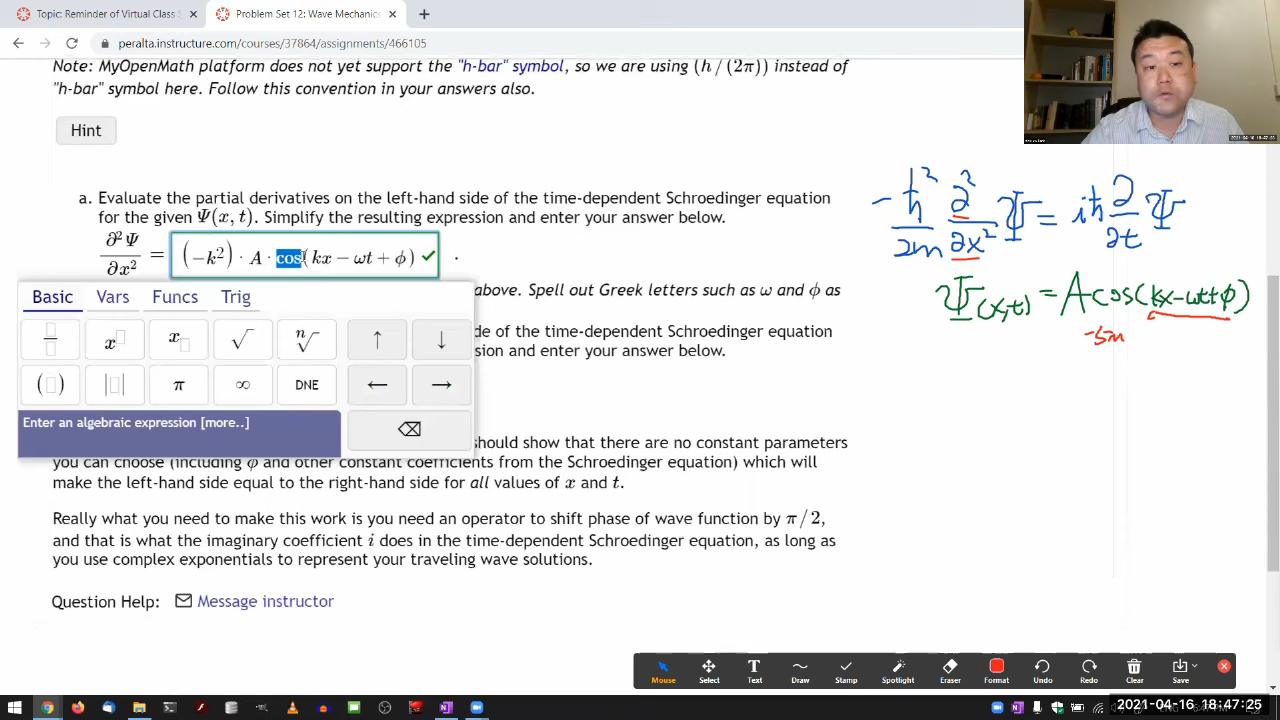 Topic: Reminder of Virtual Class S
Problem Set 12: Wave Mechanics
peralta.instructure.com/courses/37864/assignments/466105
Note: MyOpenMath platform does not yet support the "h-bar" symbol, so we are using (h/(2π)) instead of
"h-bar" symbol here. Follow this convention in your answers also.
Hint
a. Evaluate the partial derivatives on the left-hand side of the time-dependent Schroedinger equation
for the given Ψ(x, t). Simplify the resulting expression and enter your answer below.
∂²Ψ/∂x² = (−k²) · A · cos(kx − ωt + ϕ) .
above. Spell out Greek letters such as ω and ϕ as
de of the time-dependent Schroedinger equation
sion and enter your answer below.
Basic Vars Funcs Trig
√ n√ ↑ ↓
π ∞ DNE ← →
Enter an algebraic expression [more..]
should show that there are no constant parameters
you can choose (including ϕ and other constant coefficients from the Schroedinger equation) which will
make the left-hand side equal to the right-hand side for all values of x and t.
Really what you need to make this work is you need an operator to shift phase of wave function by π/2,
and that is what the imaginary coefficient i does in the time-dependent Schroedinger equation, as long as
you use complex exponentials to represent your traveling wave solutions.
Question Help: Message instructor
-ħ²/2m ∂²/∂x² Ψ = iħ ∂/∂t Ψ
Ψ(x,t) = A cos(kx-ωt+ϕ)
-sin
Mouse Select Text Draw Stamp Spotlight Eraser Format Undo Redo Clear Save
2021-04-16 18:47:25